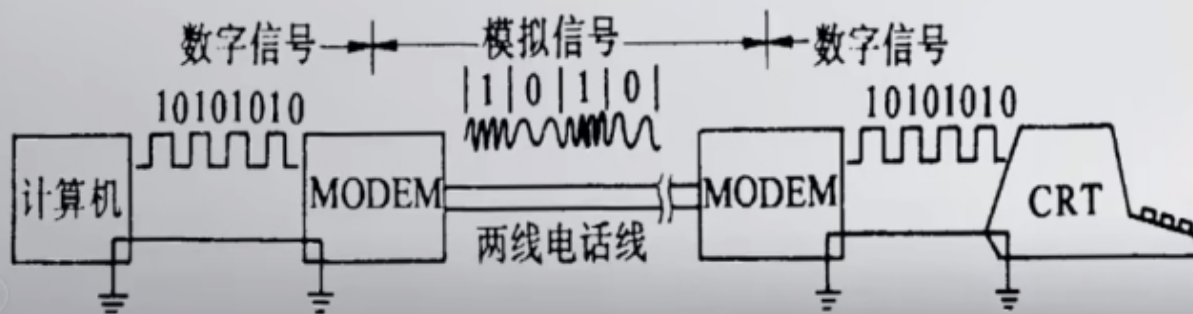 数字信号 模拟信号 数字信号
|1|0|1|0|
10101010 10101010
计算机 MODEM MODEM CRT
两线电话线